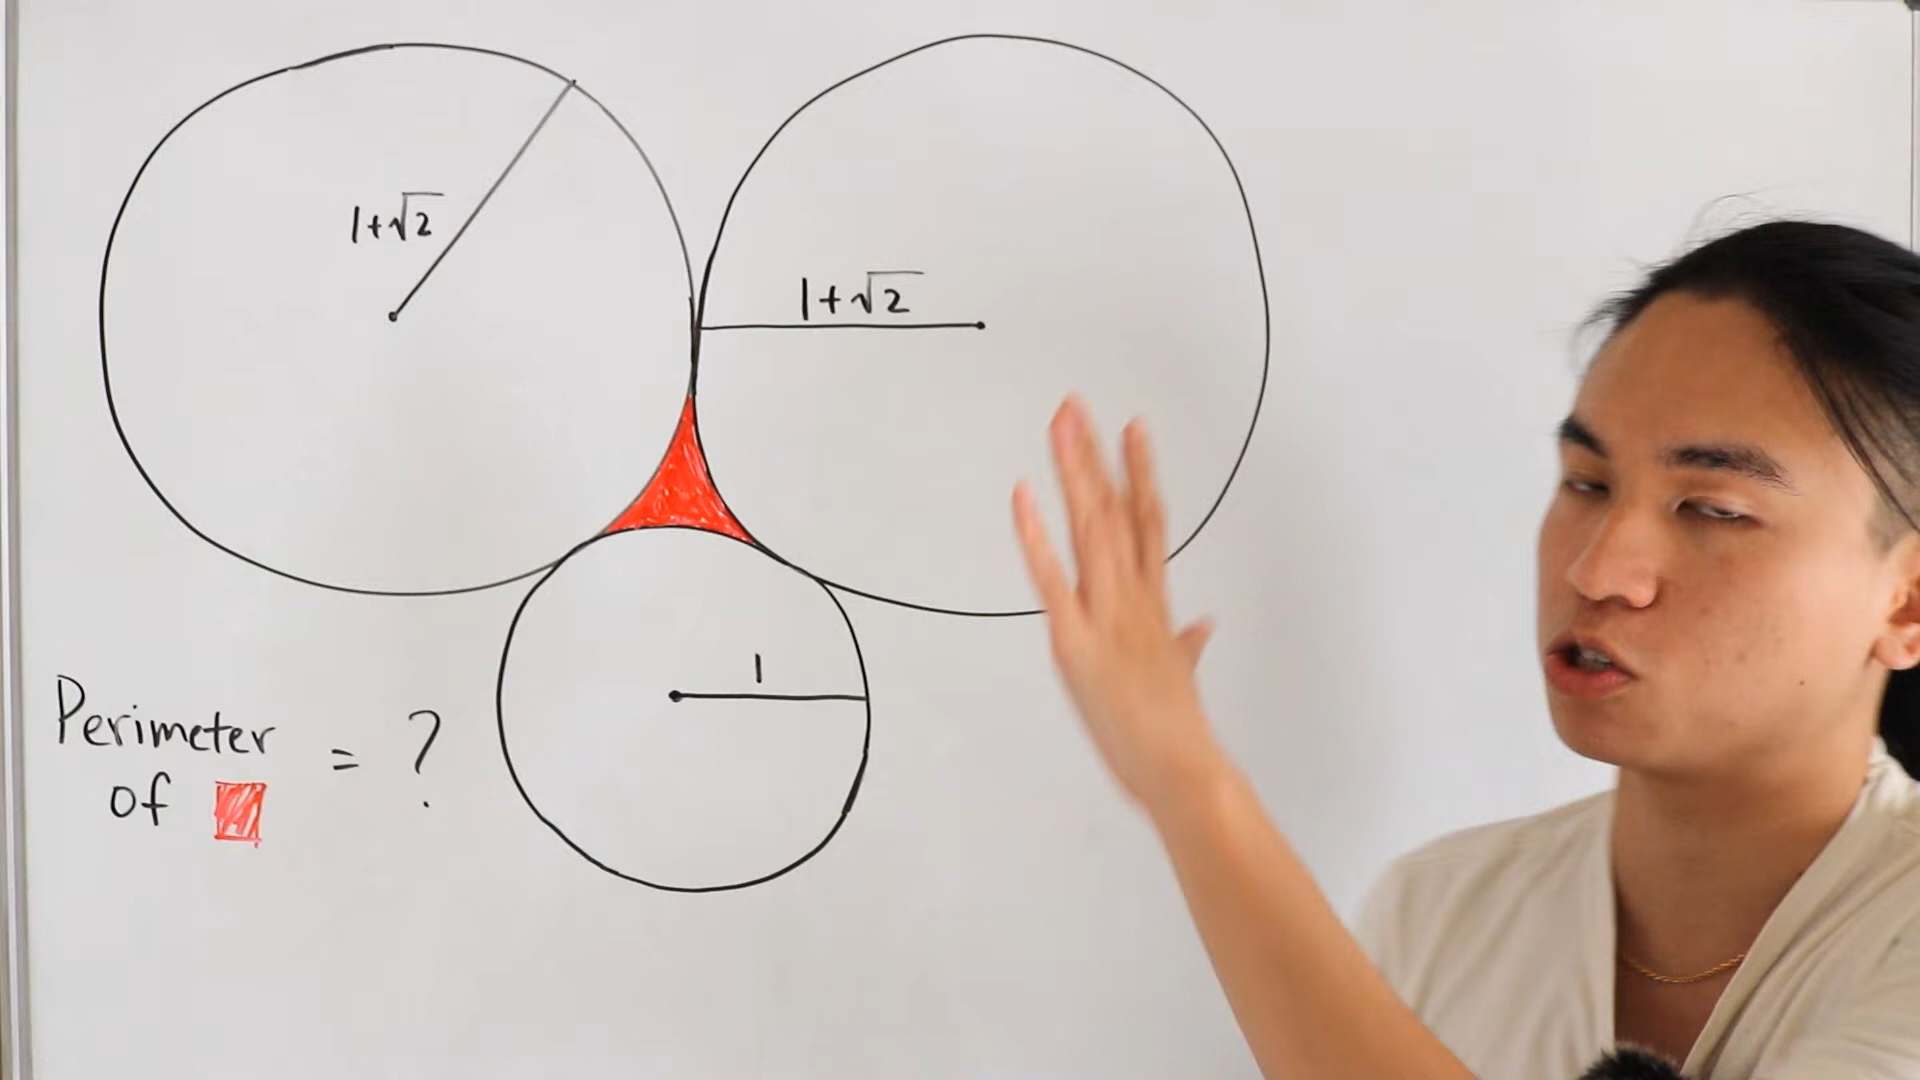 1+√2
1+√2
1
Perimeter
of = ?